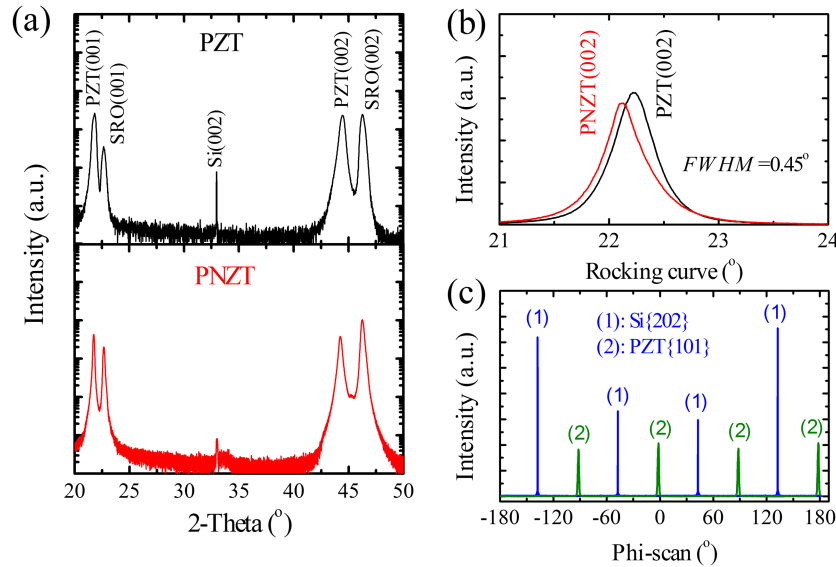 (a)
PZT
PZT(001)
SRO(001)
Si(002)
PZT(002)
SRO(002)
PNZT
Intensity (a.u.)
20 25 30 35 40 45 50
2-Theta (°)
(b)
PNZT(002)
PZT(002)
FWHM=0.45°
Intensity (a.u.)
21 22 23 24
Rocking curve (°)
(c)
(1): Si{202}
(2): PZT{101}
(1) (1) (1) (1)
(2) (2) (2) (2)
Intensity (a.u.)
-180 -120 -60 0 60 120 180
Phi-scan (°)